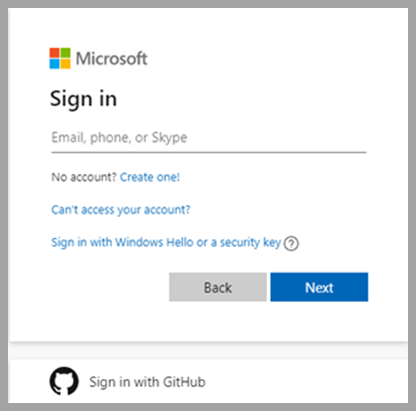 Microsoft
Sign in
Email, phone, or Skype
No account? Create one!
Can't access your account?
Sign in with Windows Hello or a security key ?
Back Next
Sign in with GitHub